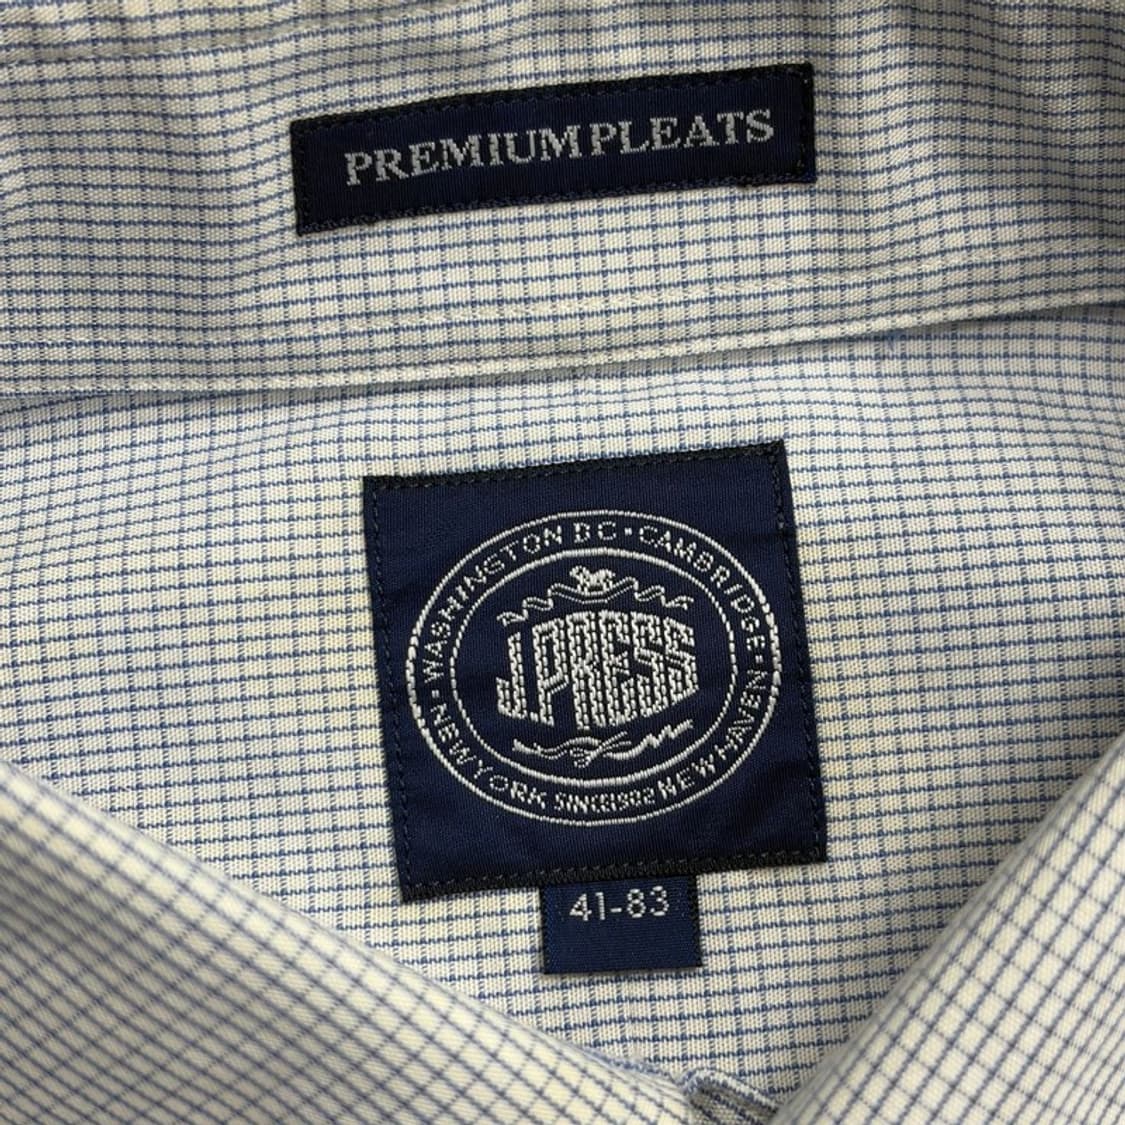 PREMIUM PLEATS
WASHINGTON DC • CAMBRIDGE •
J.PRESS
• NEW YORK SINCE 1902 NEW HAVEN
41-83